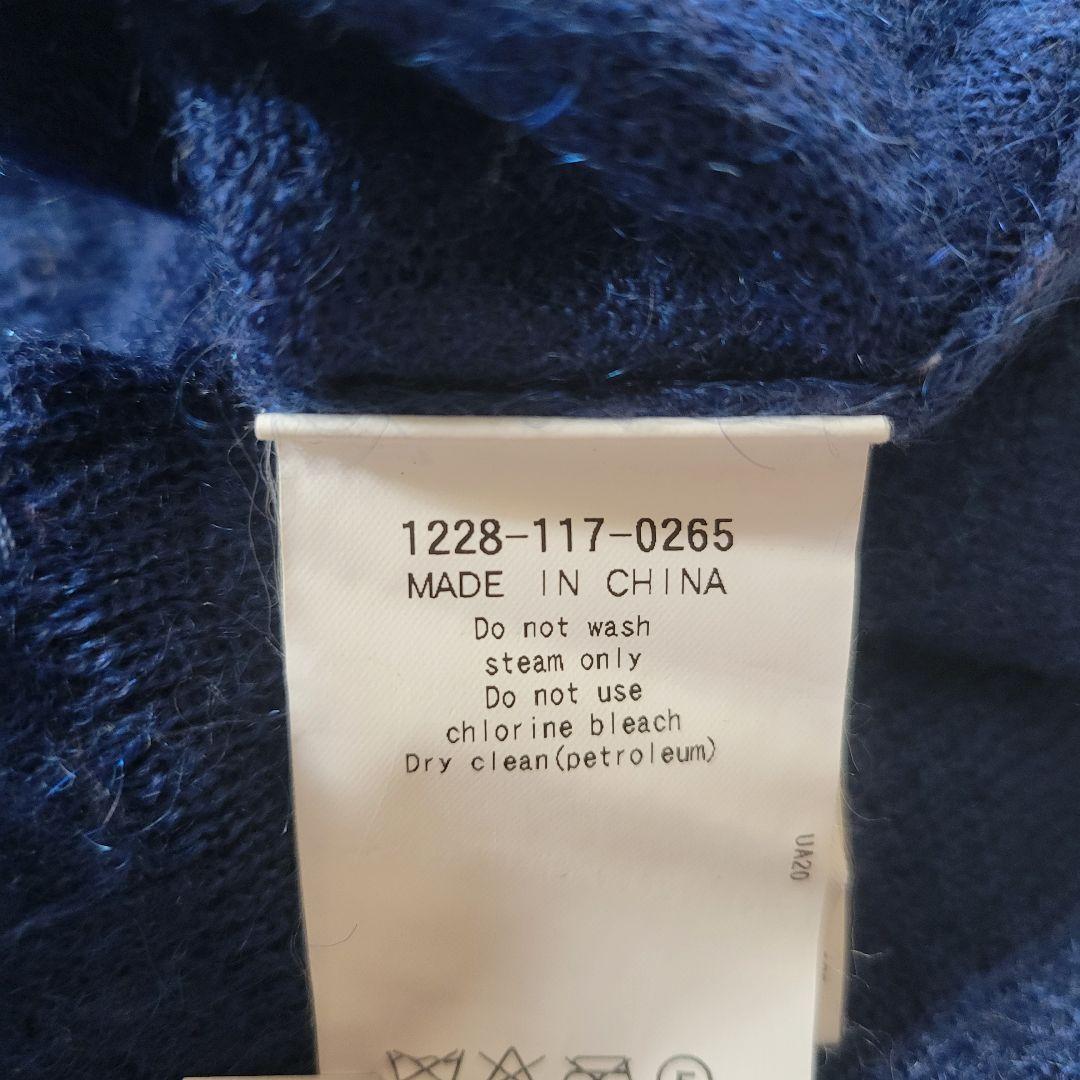 1228-117-0265
MADE IN CHINA
Do not wash
steam only
Do not use
chlorine bleach
Dry clean(petroleum)
UA20